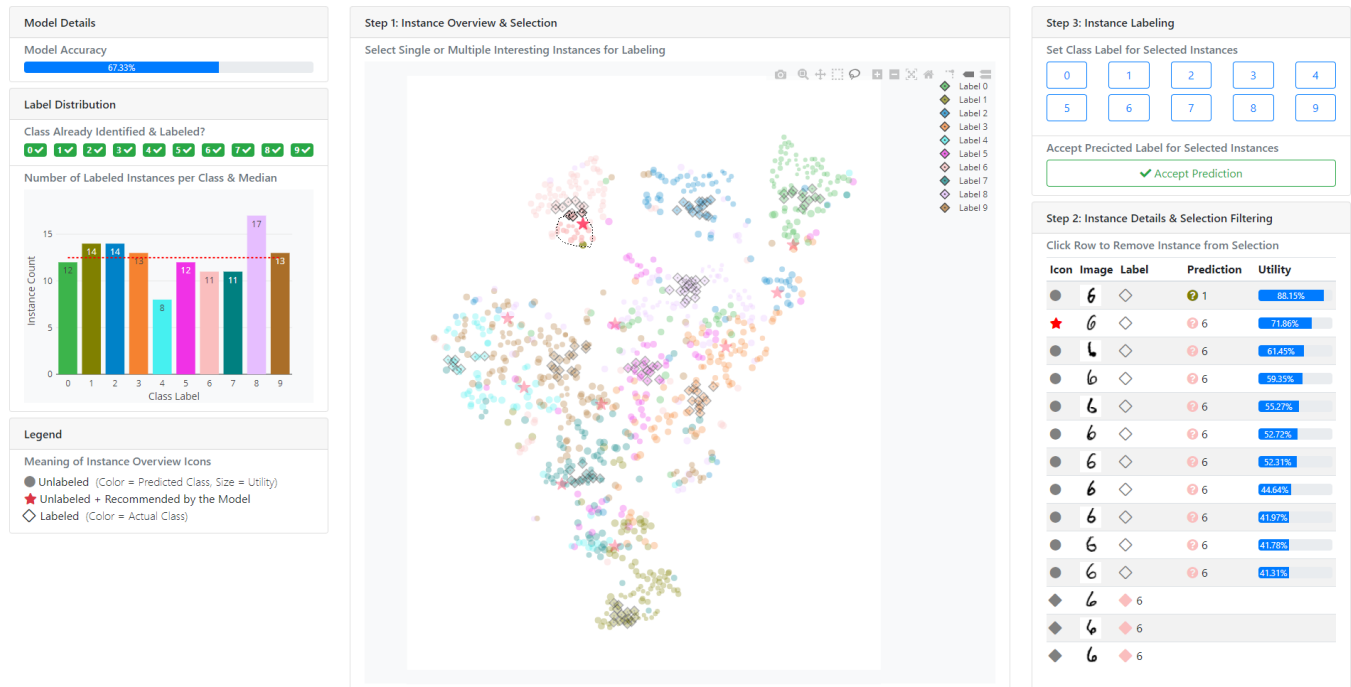 Model Details
Model Accuracy
67.33%
Label Distribution
Class Already Identified & Labeled?
0 1 2 3 4 5 6 7 8 9
Number of Labeled Instances per Class & Median
Instance Count
15
10
5
0
12 14 14 13 8 12 11 11 17 13
0 1 2 3 4 5 6 7 8 9
Class Label
Legend
Meaning of Instance Overview Icons
Unlabeled (Color = Predicted Class, Size = Utility)
Unlabeled + Recommended by the Model
Labeled (Color = Actual Class)
Step 1: Instance Overview & Selection
Select Single or Multiple Interesting Instances for Labeling
Label 0
Label 1
Label 2
Label 3
Label 4
Label 5
Label 6
Label 7
Label 8
Label 9
Step 3: Instance Labeling
Set Class Label for Selected Instances
0 1 2 3 4
5 6 7 8 9
Accept Precicted Label for Selected Instances
Accept Prediction
Step 2: Instance Details & Selection Filtering
Click Row to Remove Instance from Selection
Icon Image Label Prediction Utility
6 ? 1 88.15%
6 ? 6 71.86%
6 ? 6 61.45%
6 ? 6 59.35%
6 ? 6 55.27%
6 ? 6 52.72%
6 ? 6 52.31%
6 ? 6 44.64%
6 ? 6 41.97%
6 ? 6 41.78%
6 ? 6 41.31%
6 6
6 6
6 6